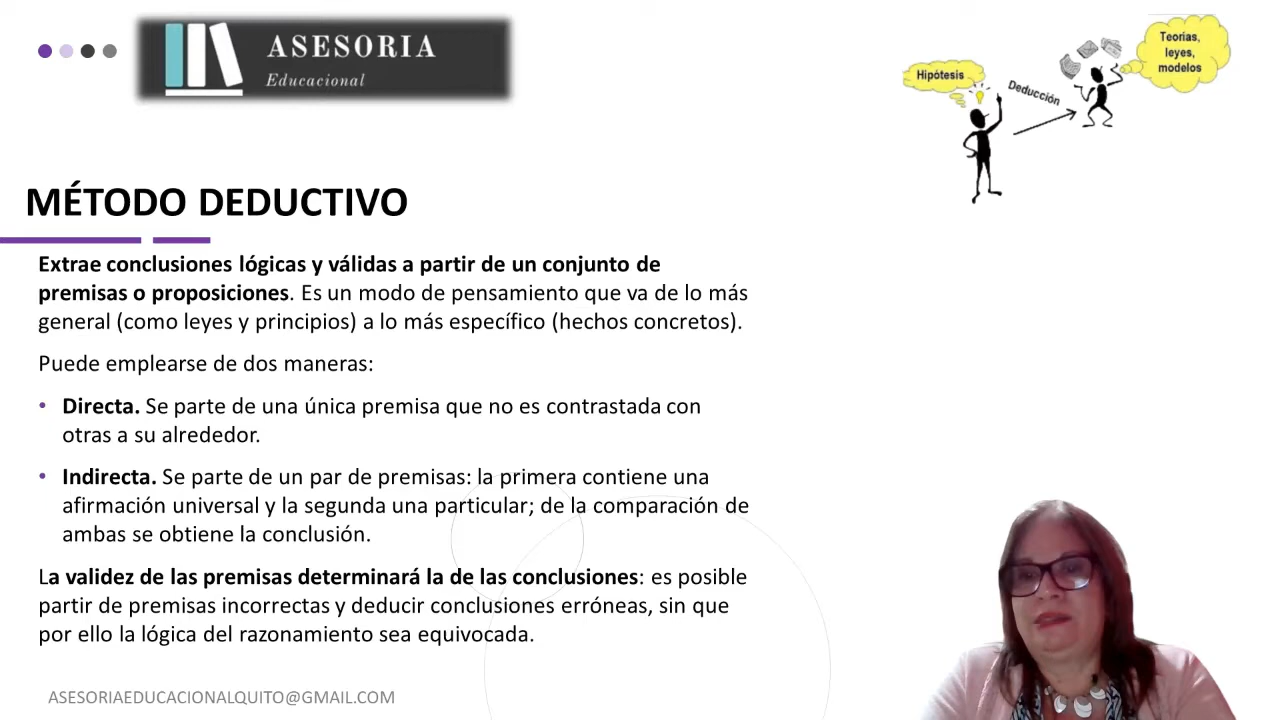 ASESORIA
Educacional
Teorías,
leyes,
modelos
Hipótesis
Deducción
MÉTODO DEDUCTIVO
Extrae conclusiones lógicas y válidas a partir de un conjunto de
premisas o proposiciones. Es un modo de pensamiento que va de lo más
general (como leyes y principios) a lo más específico (hechos concretos).
Puede emplearse de dos maneras:
• Directa. Se parte de una única premisa que no es contrastada con
otras a su alrededor.
• Indirecta. Se parte de un par de premisas: la primera contiene una
afirmación universal y la segunda una particular; de la comparación de
ambas se obtiene la conclusión.
La validez de las premisas determinará la de las conclusiones: es posible
partir de premisas incorrectas y deducir conclusiones erróneas, sin que
por ello la lógica del razonamiento sea equivocada.
ASESORIAEDUCACIONALQUITO@GMAIL.COM